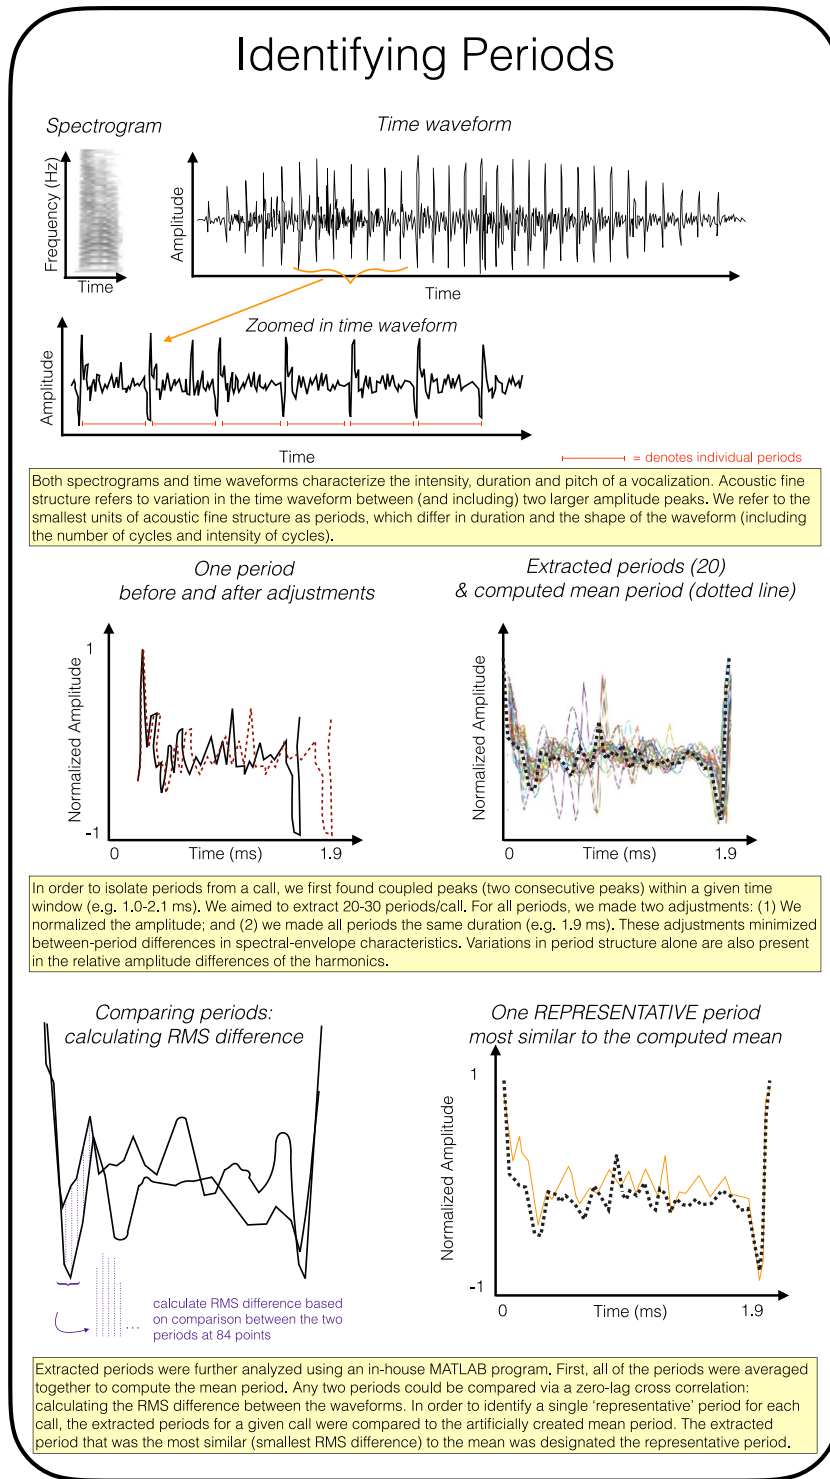 Identifying Periods
Spectrogram
Time waveform
Frequency (Hz)
Time
Amplitude
Time
Zoomed in time waveform
Amplitude
Time
= denotes individual periods
Both spectrograms and time waveforms characterize the intensity, duration and pitch of a vocalization. Acoustic fine
structure refers to variation in the time waveform between (and including) two larger amplitude peaks. We refer to the
smallest units of acoustic fine structure as periods, which differ in duration and the shape of the waveform (including
the number of cycles and intensity of cycles).
One period
before and after adjustments
Normalized Amplitude
1
-1
0
Time (ms)
1.9
Extracted periods (20)
& computed mean period (dotted line)
Normalized Amplitude
0
Time (ms)
1.9
In order to isolate periods from a call, we first found coupled peaks (two consecutive peaks) within a given time
window (e.g. 1.0-2.1 ms). We aimed to extract 20-30 periods/call. For all periods, we made two adjustments: (1) We
normalized the amplitude; and (2) we made all periods the same duration (e.g. 1.9 ms). These adjustments minimized
between-period differences in spectral-envelope characteristics. Variations in period structure alone are also present
in the relative amplitude differences of the harmonics.
Comparing periods:
calculating RMS difference
...
calculate RMS difference based
on comparison between the two
periods at 84 points
One REPRESENTATIVE period
most similar to the computed mean
Normalized Amplitude
1
-1
0
Time (ms)
1.9
Extracted periods were further analyzed using an in-house MATLAB program. First, all of the periods were averaged
together to compute the mean period. Any two periods could be compared via a zero-lag cross correlation:
calculating the RMS difference between the waveforms. In order to identify a single 'representative' period for each
call, the extracted periods for a given call were compared to the artificially created mean period. The extracted
period that was the most similar (smallest RMS difference) to the mean was designated the representative period.